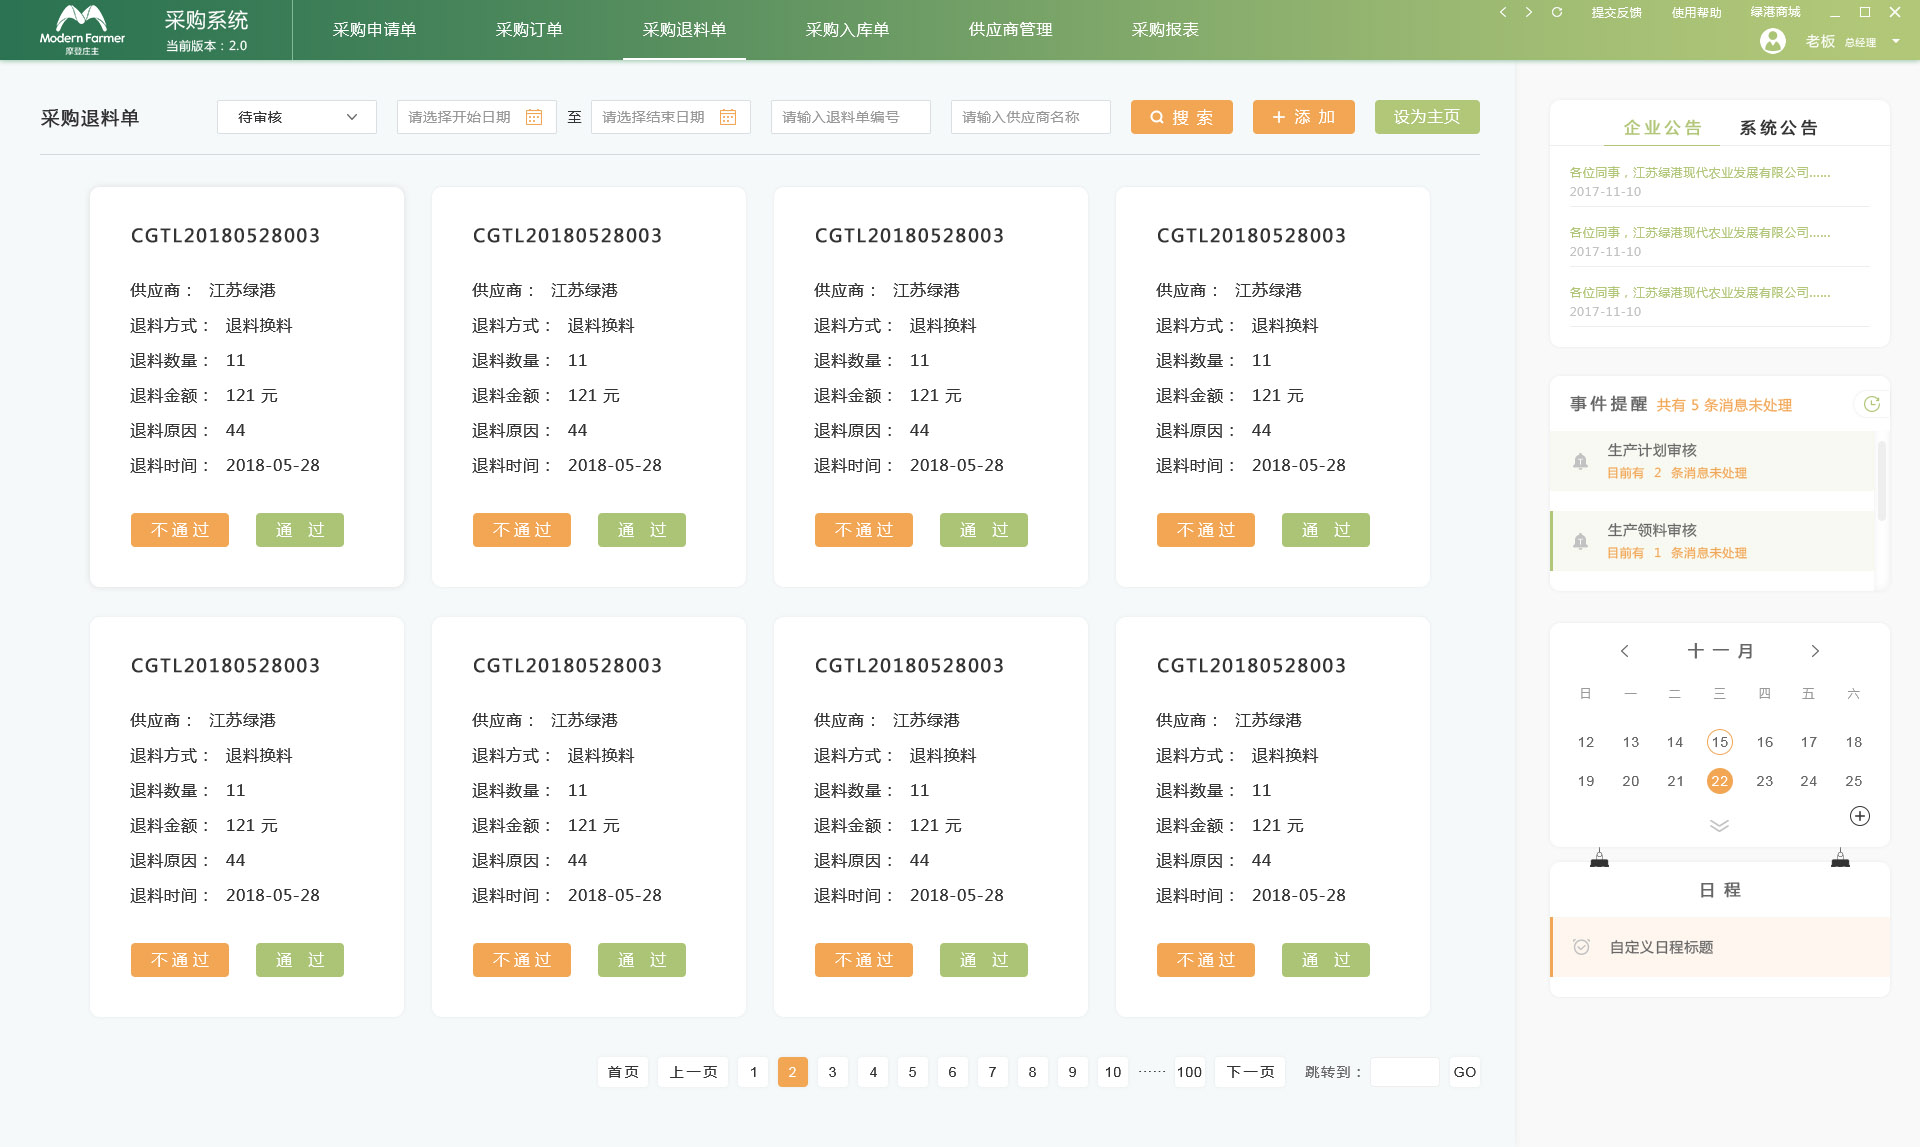 Modern Farmer
摩登庄主
采购系统
当前版本：2.0
采购申请单 采购订单 采购退料单 采购入库单 供应商管理 采购报表
提交反馈 使用帮助 绿港商城
老板 总经理
采购退料单 待审核 请选择开始日期 至 请选择结束日期 请输入退料单编号 请输入供应商名称 搜 索 添 加 设为主页
CGTL20180528003 CGTL20180528003 CGTL20180528003 CGTL20180528003
供应商： 江苏绿港 供应商： 江苏绿港 供应商： 江苏绿港 供应商： 江苏绿港
退料方式： 退料换料 退料方式： 退料换料 退料方式： 退料换料 退料方式： 退料换料
退料数量： 11 退料数量： 11 退料数量： 11 退料数量： 11
退料金额： 121 元 退料金额： 121 元 退料金额： 121 元 退料金额： 121 元
退料原因： 44 退料原因： 44 退料原因： 44 退料原因： 44
退料时间： 2018-05-28 退料时间： 2018-05-28 退料时间： 2018-05-28 退料时间： 2018-05-28
不通过 通 过 不通过 通 过 不通过 通 过 不通过 通 过
CGTL20180528003 CGTL20180528003 CGTL20180528003 CGTL20180528003
供应商： 江苏绿港 供应商： 江苏绿港 供应商： 江苏绿港 供应商： 江苏绿港
退料方式： 退料换料 退料方式： 退料换料 退料方式： 退料换料 退料方式： 退料换料
退料数量： 11 退料数量： 11 退料数量： 11 退料数量： 11
退料金额： 121 元 退料金额： 121 元 退料金额： 121 元 退料金额： 121 元
退料原因： 44 退料原因： 44 退料原因： 44 退料原因： 44
退料时间： 2018-05-28 退料时间： 2018-05-28 退料时间： 2018-05-28 退料时间： 2018-05-28
不通过 通 过 不通过 通 过 不通过 通 过 不通过 通 过
首页 上一页 1 2 3 4 5 6 7 8 9 10 ······ 100 下一页 跳转到： GO
企业公告 系统公告
各位同事，江苏绿港现代农业发展有限公司......
2017-11-10
各位同事，江苏绿港现代农业发展有限公司......
2017-11-10
各位同事，江苏绿港现代农业发展有限公司......
2017-11-10
事件提醒 共有 5 条消息未处理
生产计划审核
目前有 2 条消息未处理
生产领料审核
目前有 1 条消息未处理
十一月
日 一 二 三 四 五 六
12 13 14 15 16 17 18
19 20 21 22 23 24 25
日 程
自定义日程标题